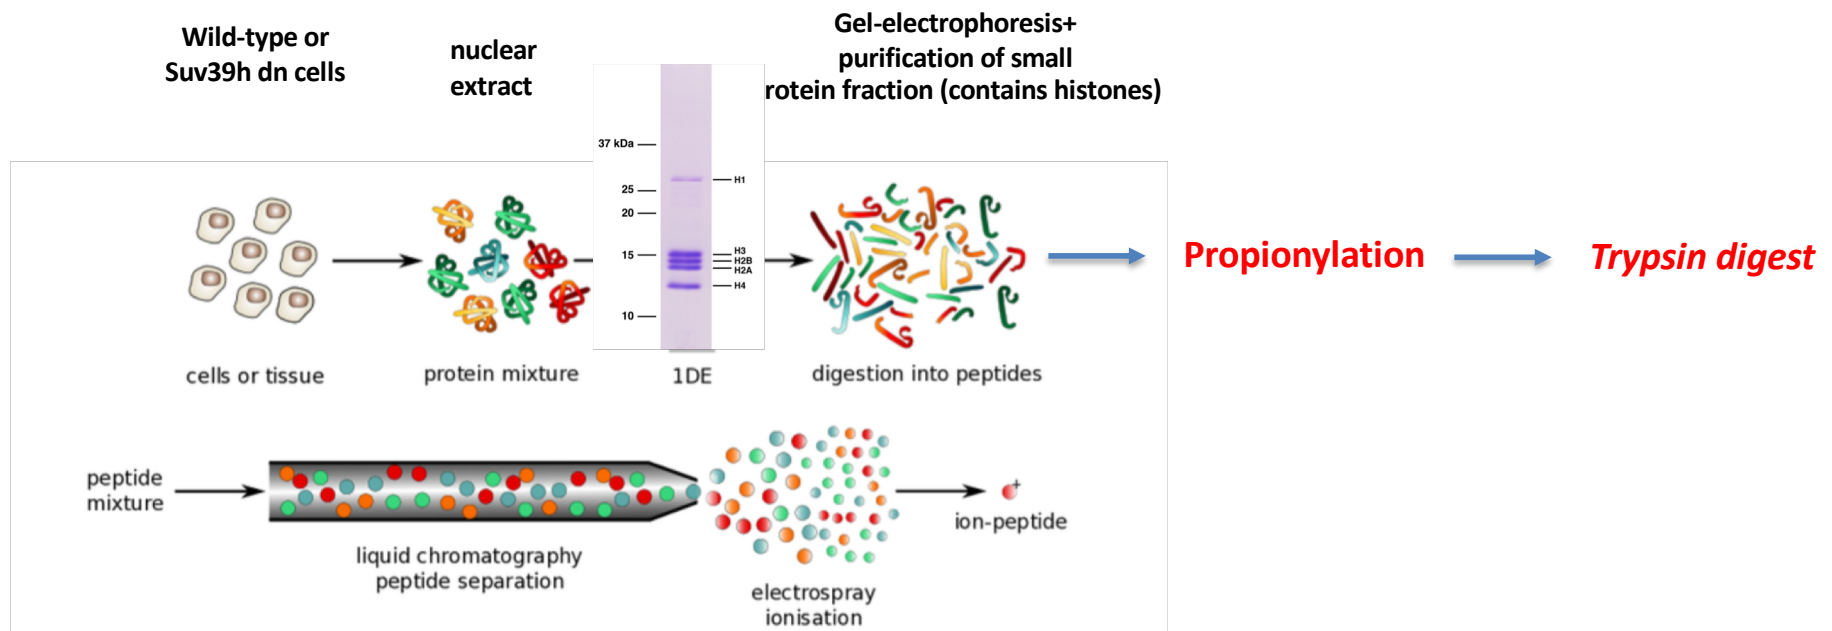 Wild-type or
Suv39h dn cells
nuclear
extract
Gel-electrophoresis+
purification of small
rotein fraction (contains histones)
37 kDa
25
20
15
10
H1
H3
H2B
H2A
H4
Propionylation
Trypsin digest
cells or tissue
protein mixture
1DE
digestion into peptides
peptide
mixture
liquid chromatography
peptide separation
electrospray
ionisation
+
ion-peptide